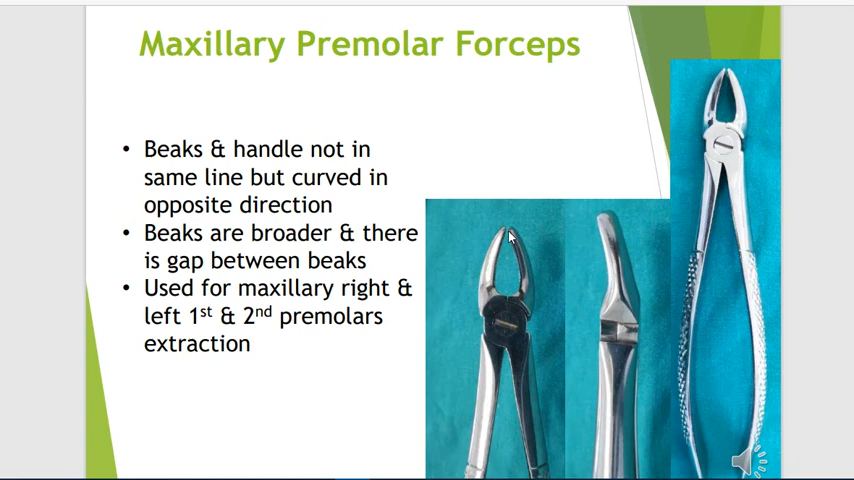 Maxillary Premolar Forceps
• Beaks & handle not in
same line but curved in
opposite direction
• Beaks are broader & there
is gap between beaks
• Used for maxillary right &
left 1st & 2nd premolars
extraction